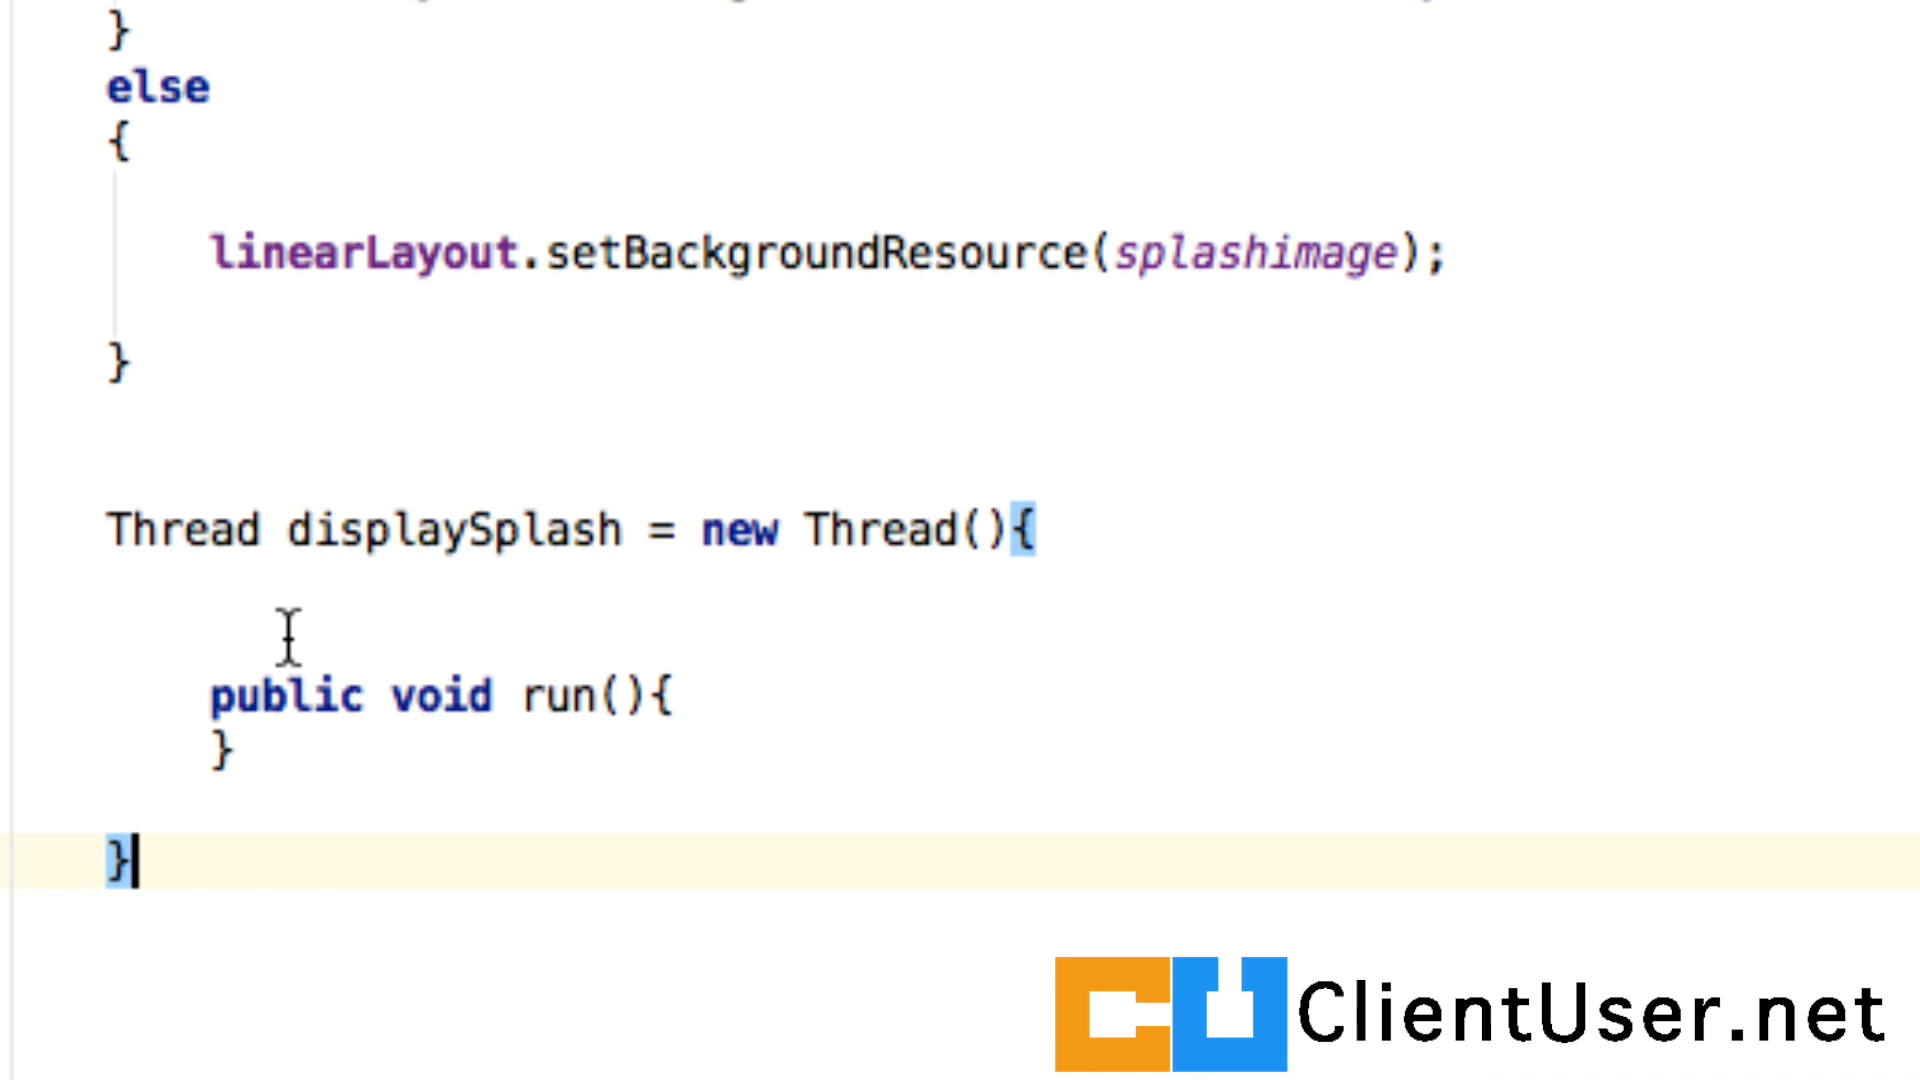 }
else
{
linearLayout.setBackgroundResource(splashimage);
}
Thread displaySplash = new Thread(){
public void run(){
}
}
ClientUser.net